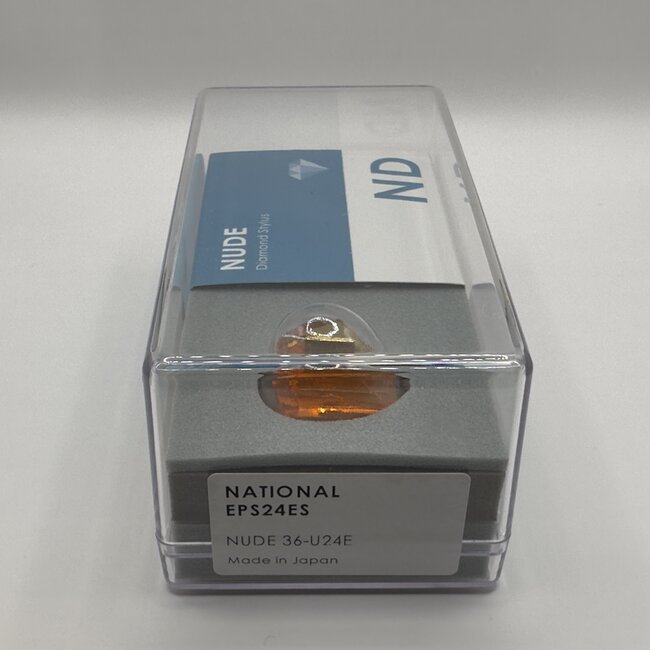 NUDE
Diamond Stylus
ND
NATIONAL
EPS24ES
NUDE 36-U24E
Made in Japan